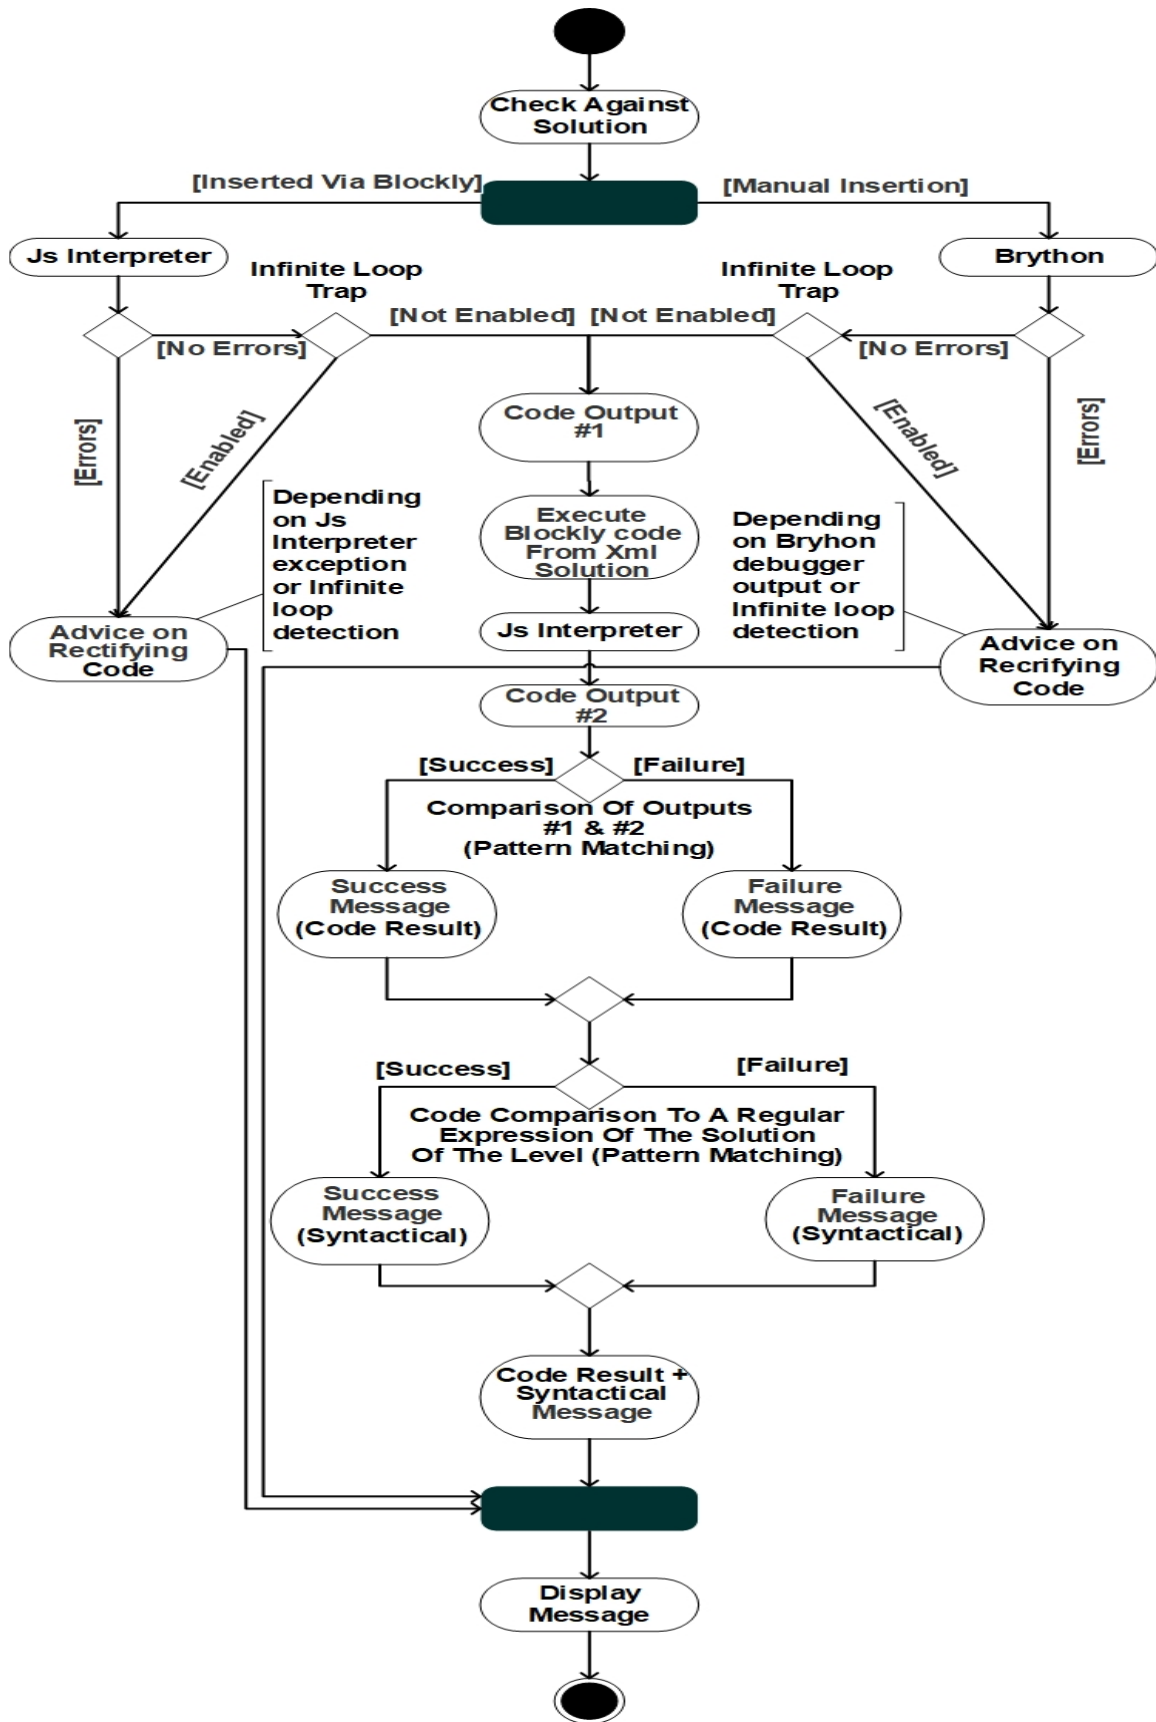 Check Against
Solution
[Inserted Via Blockly]
[Manual Insertion]
Js Interpreter
Brython
Infinite Loop
Trap
Infinite Loop
Trap
[Not Enabled]
[Not Enabled]
[No Errors]
[No Errors]
[Errors]
[Enabled]
[Enabled]
[Errors]
Code Output
#1
Execute
Blockly code
From Xml
Solution
Depending
on Js
Interpreter
exception
or Infinite
loop
detection
Depending
on Bryhon
debugger
output or
Infinite loop
detection
Js Interpreter
Advice on
Rectifying
Code
Advice on
Recrifying
Code
Code Output
#2
[Success]
[Failure]
Comparison Of Outputs
#1 & #2
(Pattern Matching)
Success
Message
(Code Result)
Failure
Message
(Code Result)
[Success]
[Failure]
Code Comparison To A Regular
Expression Of The Solution
Of The Level (Pattern Matching)
Success
Message
(Syntactical)
Failure
Message
(Syntactical)
Code Result +
Syntactical
Message
Display
Message